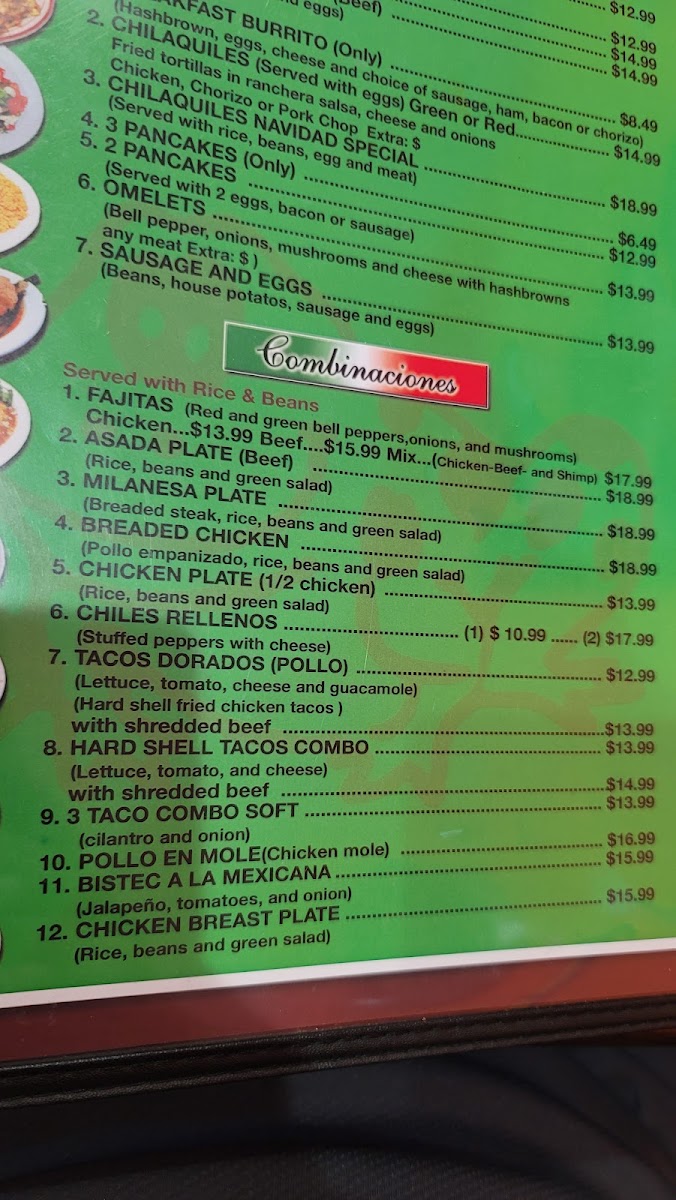 eggs)
Beef)
$12.99
$12.99
$14.99
$14.99
BURRITO (Only) $8.49
(Hashbrown, eggs, cheese and choice of sausage, ham, bacon or chorizo)
2. CHILAQUILES (Served with eggs) Green or Red............... $14.99
Fried tortillas in ranchera salsa, cheese and onions
Chicken, Chorizo or Pork Chop Extra: $
3. CHILAQUILES NAVIDAD SPECIAL ............... $18.99
(Served with rice, beans, egg and meat)
4. 3 PANCAKES (Only) ............... $6.49
5. 2 PANCAKES ............... $12.99
(Served with 2 eggs, bacon or sausage)
6. OMELETS ............... $13.99
(Bell pepper, onions, mushrooms and cheese with hashbrowns
any meat Extra: $ )
7. SAUSAGE AND EGGS ............... $13.99
(Beans, house potatos, sausage and eggs)
Combinaciones
Served with Rice & Beans
1. FAJITAS (Red and green bell peppers,onions, and mushrooms)
Chicken...$13.99 Beef....$15.99 Mix...(Chicken-Beef- and Shimp) $17.99
2. ASADA PLATE (Beef) ............... $18.99
(Rice, beans and green salad)
3. MILANESA PLATE ............... $18.99
(Breaded steak, rice, beans and green salad)
4. BREADED CHICKEN ............... $18.99
(Pollo empanizado, rice, beans and green salad)
5. CHICKEN PLATE (1/2 chicken) ............... $13.99
(Rice, beans and green salad)
6. CHILES RELLENOS ............... (1) $ 10.99 ...... (2) $17.99
(Stuffed peppers with cheese)
7. TACOS DORADOS (POLLO) ............... $12.99
(Lettuce, tomato, cheese and guacamole)
(Hard shell fried chicken tacos )
with shredded beef ............... $13.99
8. HARD SHELL TACOS COMBO ............... $13.99
(Lettuce, tomato, and cheese)
with shredded beef ............... $14.99
9. 3 TACO COMBO SOFT ............... $13.99
(cilantro and onion)
10. POLLO EN MOLE(Chicken mole) ............... $16.99
11. BISTEC A LA MEXICANA ............... $15.99
(Jalapeño, tomatoes, and onion)
12. CHICKEN BREAST PLATE ............... $15.99
(Rice, beans and green salad)